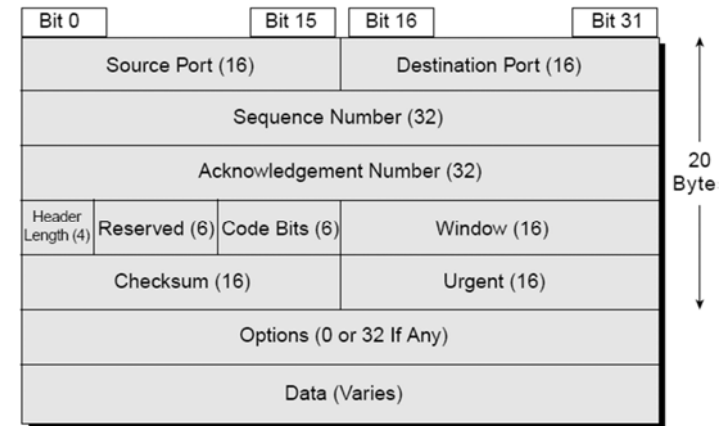 Bit 0 Bit 15 Bit 16 Bit 31
Source Port (16) Destination Port (16)
Sequence Number (32)
Acknowledgement Number (32)
20
Byte
Header
Length (4) Reserved (6) Code Bits (6) Window (16)
Checksum (16) Urgent (16)
Options (0 or 32 If Any)
Data (Varies)